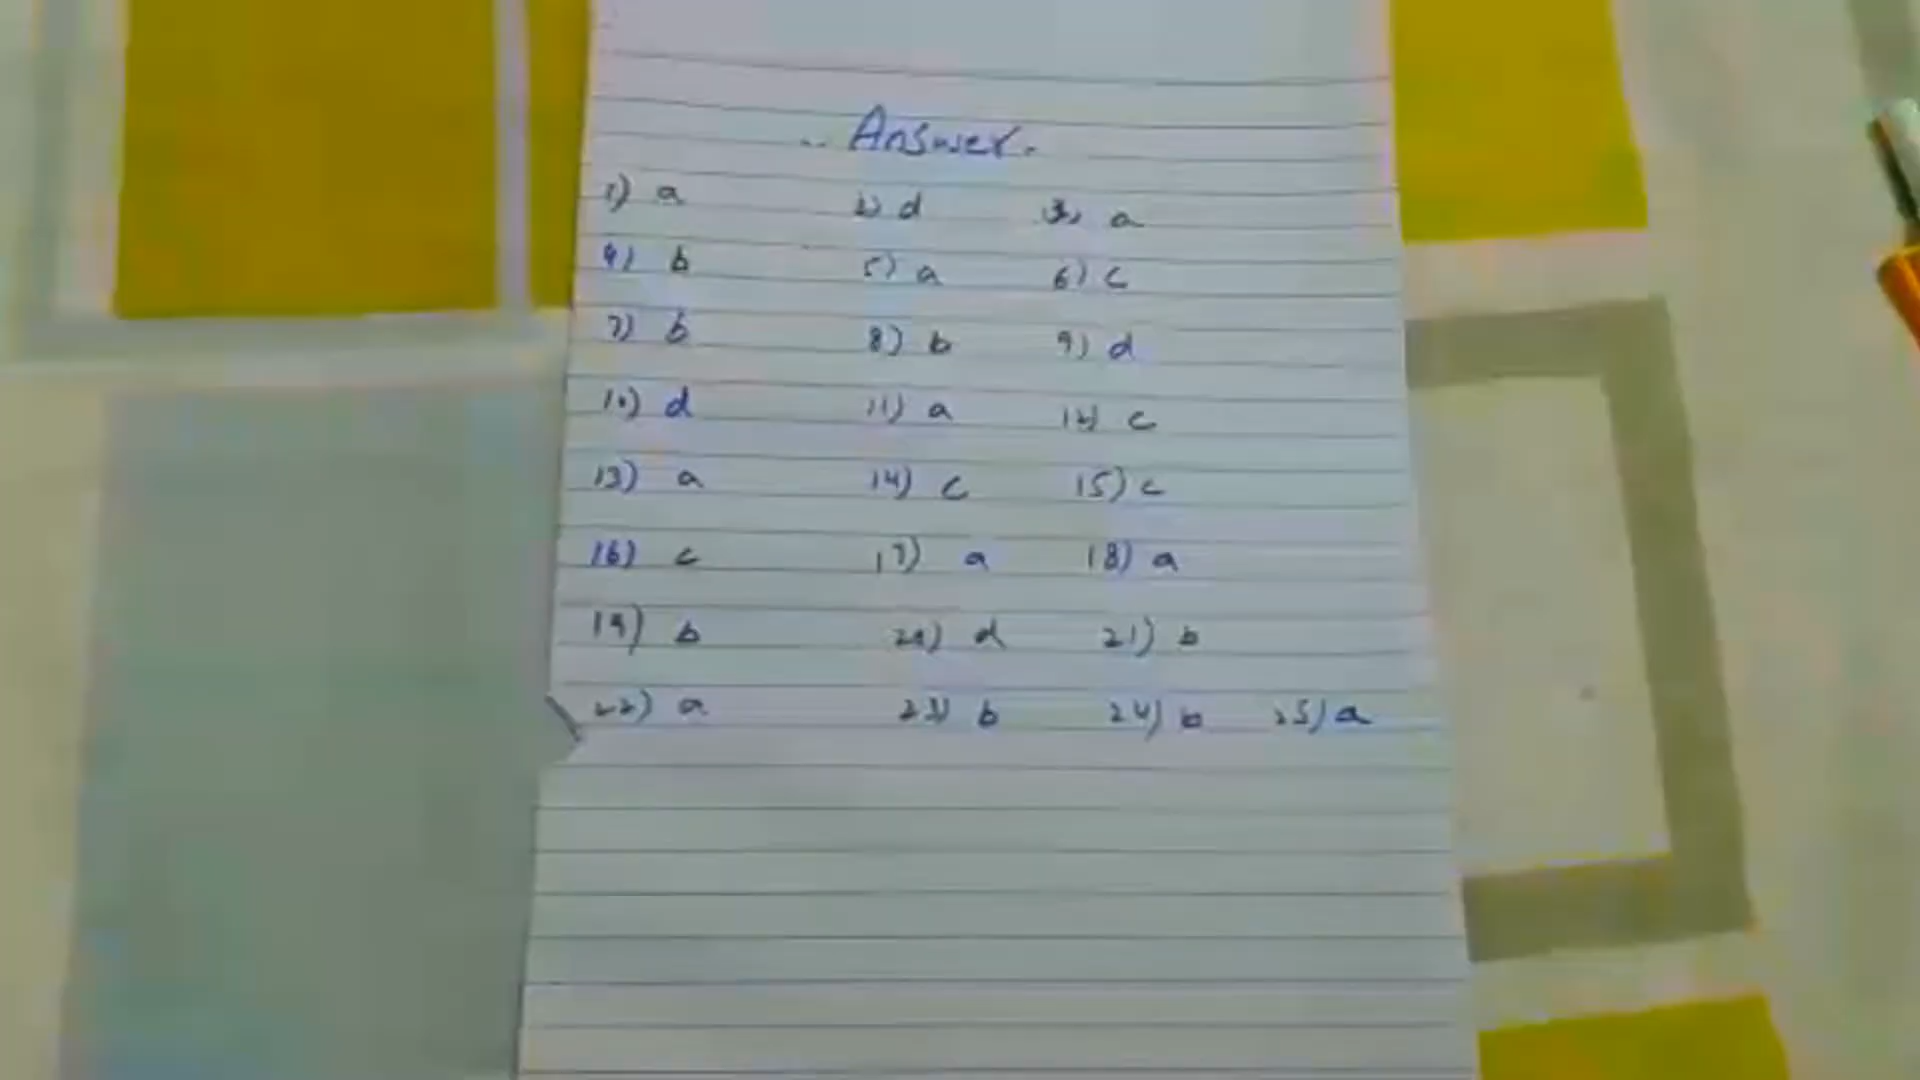 Answer.
1) a 2) d 3) a
4) b 5) a 6) c
7) b 8) b 9) d
10) d 11) a 12) c
13) a 14) c 15) c
16) c 17) a 18) a
19) b 20) d 21) b
22) a 23) b 24) b 25) a